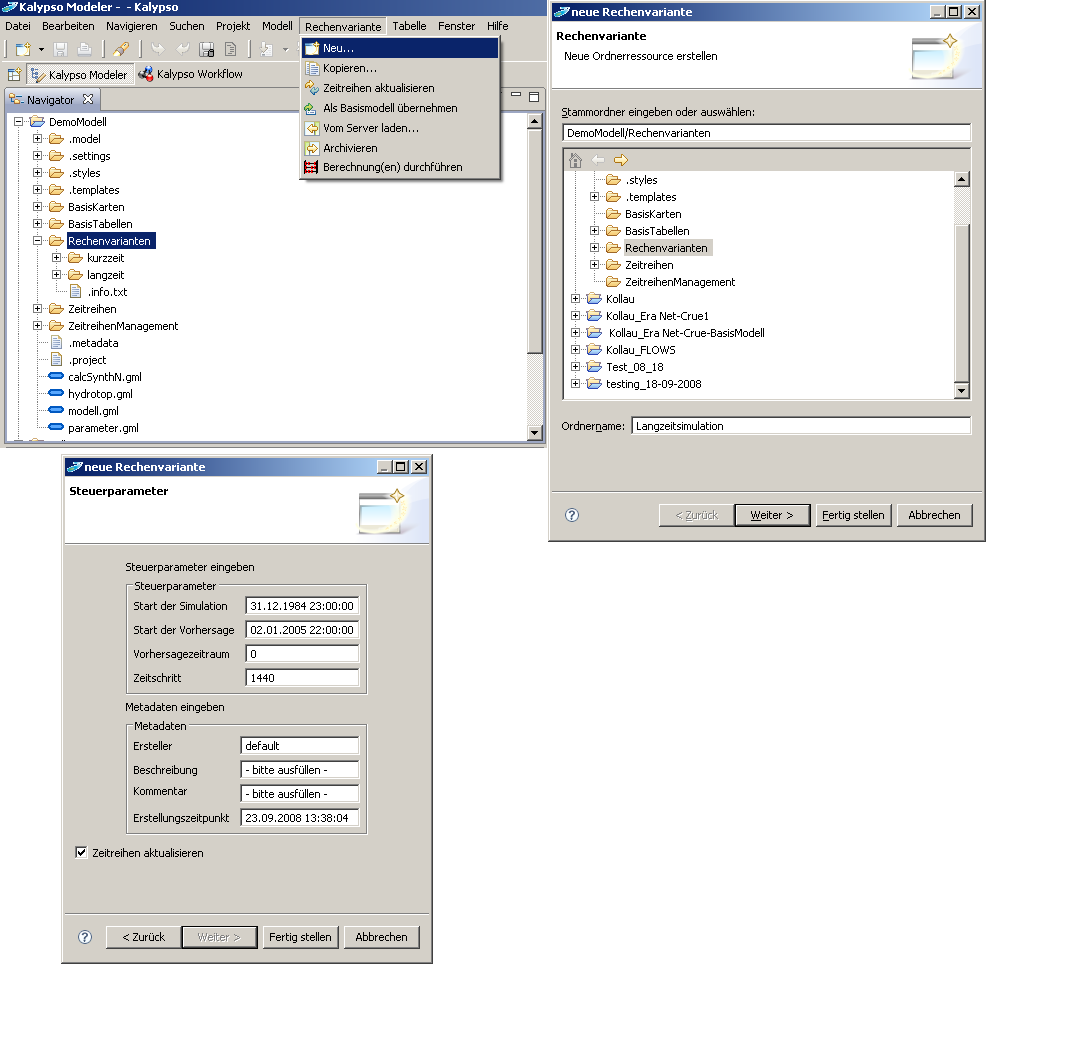 Kalypso Modeler - - Kalypso
Datei Bearbeiten Navigieren Suchen Projekt Modell Rechenvariante Tabelle Fenster Hilfe
Neu...
Kopieren...
Zeitreihen aktualisieren
Als Basismodell übernehmen
Vom Server laden...
Archivieren
Berechnung(en) durchführen
Kalypso Modeler Kalypso Workflow
Navigator
DemoModell
.model
.settings
.styles
.templates
BasisKarten
BasisTabellen
Rechenvarianten
kurzzeit
langzeit
.info.txt
Zeitreihen
ZeitreihenManagement
.metadata
.project
calcSynthN.gml
hydrotop.gml
modell.gml
parameter.gml
neue Rechenvariante
Rechenvariante
Neue Ordnerressource erstellen
Stammordner eingeben oder auswählen:
DemoModell/Rechenvarianten
.styles
.templates
BasisKarten
BasisTabellen
Rechenvarianten
Zeitreihen
ZeitreihenManagement
Kollau
Kollau_Era Net-Crue1
Kollau_Era Net-Crue-BasisModell
Kollau_FLOWS
Test_08_18
testing_18-09-2008
Ordnername: Langzeitsimulation
< Zurück Weiter > Fertig stellen Abbrechen
neue Rechenvariante
Steuerparameter
Steuerparameter eingeben
Steuerparameter
Start der Simulation 31.12.1984 23:00:00
Start der Vorhersage 02.01.2005 22:00:00
Vorhersagezeitraum 0
Zeitschritt 1440
Metadaten eingeben
Metadaten
Ersteller default
Beschreibung - bitte ausfüllen -
Kommentar - bitte ausfüllen -
Erstellungszeitpunkt 23.09.2008 13:38:04
Zeitreihen aktualisieren
< Zurück Weiter > Fertig stellen Abbrechen